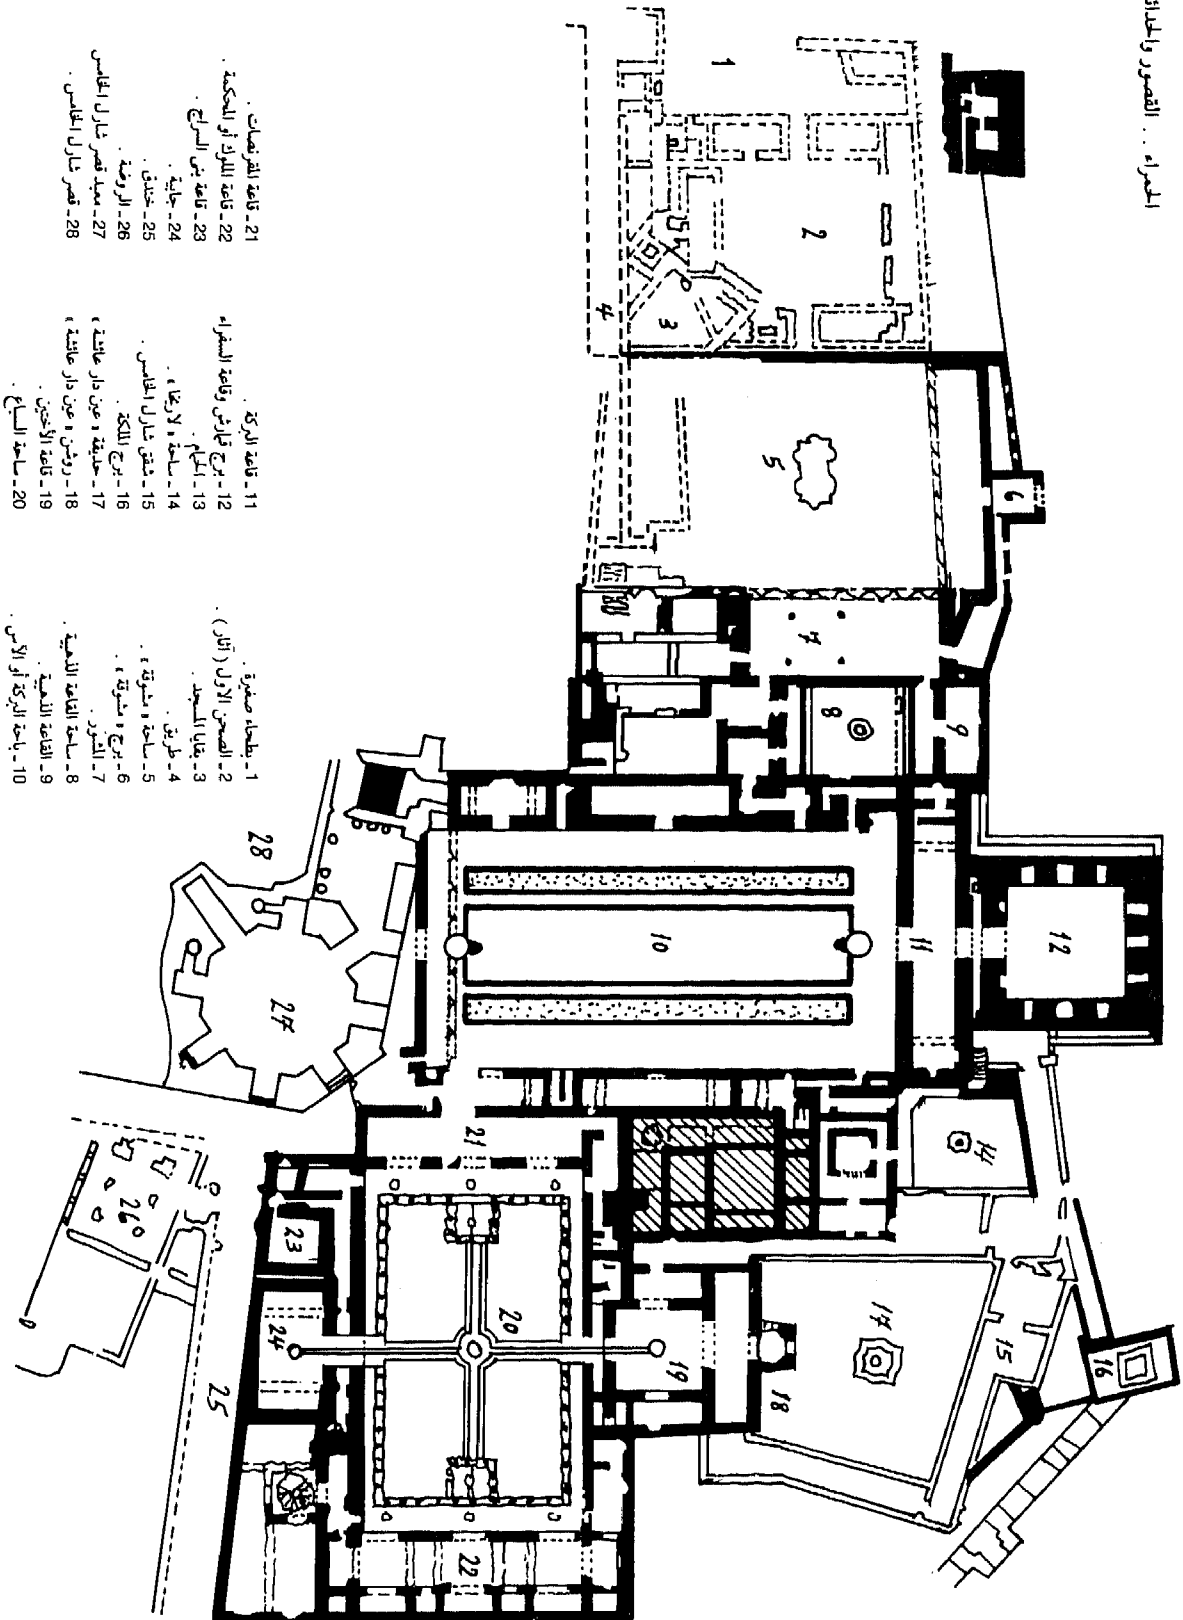 الحمراء .. القصور والحدائق
1 - بطحاء صغيرة .
2 - الصحن الاول ( آثار ) .
3 - بقايا المسجد .
4 - طريق .
5 - ساحة « مشوقة » .
6 - برج « مشوقة » .
7 - المشور .
8 - ساحة القاعة الذهبية .
9 - القاعة الذهبية .
10 - باحة البركة أو الآس .
11 - قاعة البركة .
12 - برج قمارش وقاعة السفراء
13 - الحمام .
14 - ساحة « لارنخا » .
15 - شقق شارل الخامس .
16 - برج الملكة .
17 - حديقة « عين دار عائشة »
18 - روشن « عين دار عائشة »
19 - قاعة الأختين .
20 - ساحة السباع .
21 - قاعة المقرنصات .
22 - قاعة الملوك أو المحكمة .
23 - قاعة بني السراج .
24 - جابية .
25 - خندق .
26 - الروضة .
27 - معبد قصر شارل الخامس
28 - قصر شارل الخامس .
1
2
3
4
5
6
7
8
9
10
11
12
14
15
16
17
18
19
20
21
22
23
24
25
26
27
28